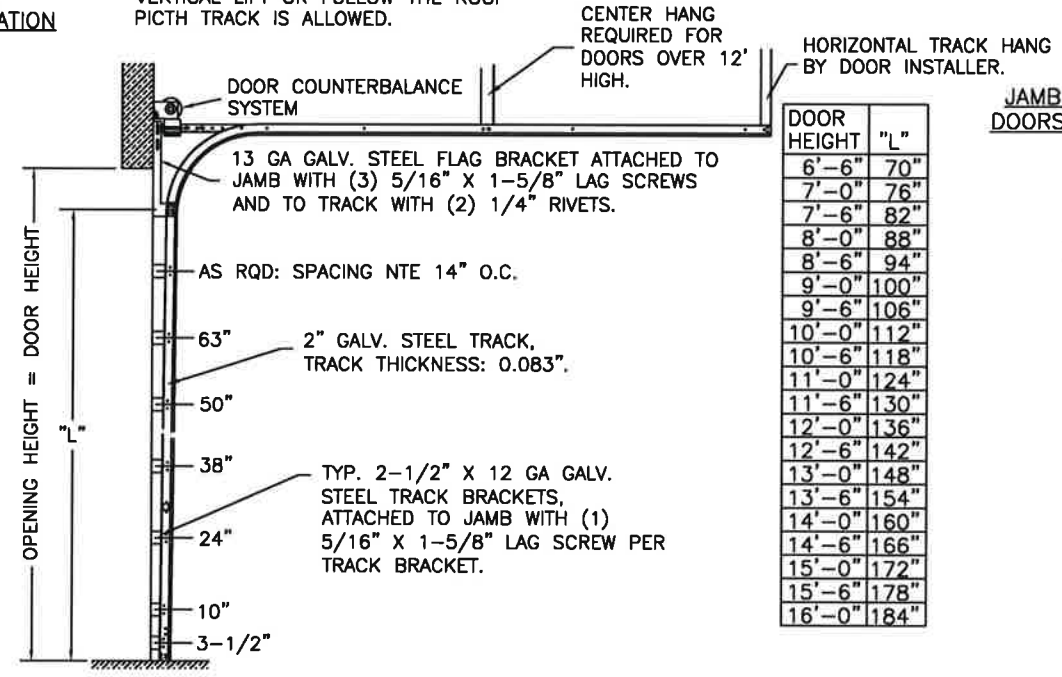 ATION
VERTICAL LIFT OR FOLLOW THE ROOF
PICTH TRACK IS ALLOWED.
CENTER HANG
REQUIRED FOR
DOORS OVER 12'
HIGH.
HORIZONTAL TRACK HANG
BY DOOR INSTALLER.
JAMB
DOORS
DOOR COUNTERBALANCE
SYSTEM
13 GA GALV. STEEL FLAG BRACKET ATTACHED TO
JAMB WITH (3) 5/16" X 1-5/8" LAG SCREWS
AND TO TRACK WITH (2) 1/4" RIVETS.
AS RQD: SPACING NTE 14" O.C.
63"
2" GALV. STEEL TRACK,
TRACK THICKNESS: 0.083".
50"
38"
TYP. 2-1/2" X 12 GA GALV.
STEEL TRACK BRACKETS,
ATTACHED TO JAMB WITH (1)
5/16" X 1-5/8" LAG SCREW PER
TRACK BRACKET.
24"
10"
3-1/2"
OPENING HEIGHT = DOOR HEIGHT
"L"
DOOR HEIGHT "L"
6'-6" 70"
7'-0" 76"
7'-6" 82"
8'-0" 88"
8'-6" 94"
9'-0" 100"
9'-6" 106"
10'-0" 112"
10'-6" 118"
11'-0" 124"
11'-6" 130"
12'-0" 136"
12'-6" 142"
13'-0" 148"
13'-6" 154"
14'-0" 160"
14'-6" 166"
15'-0" 172"
15'-6" 178"
16'-0" 184"